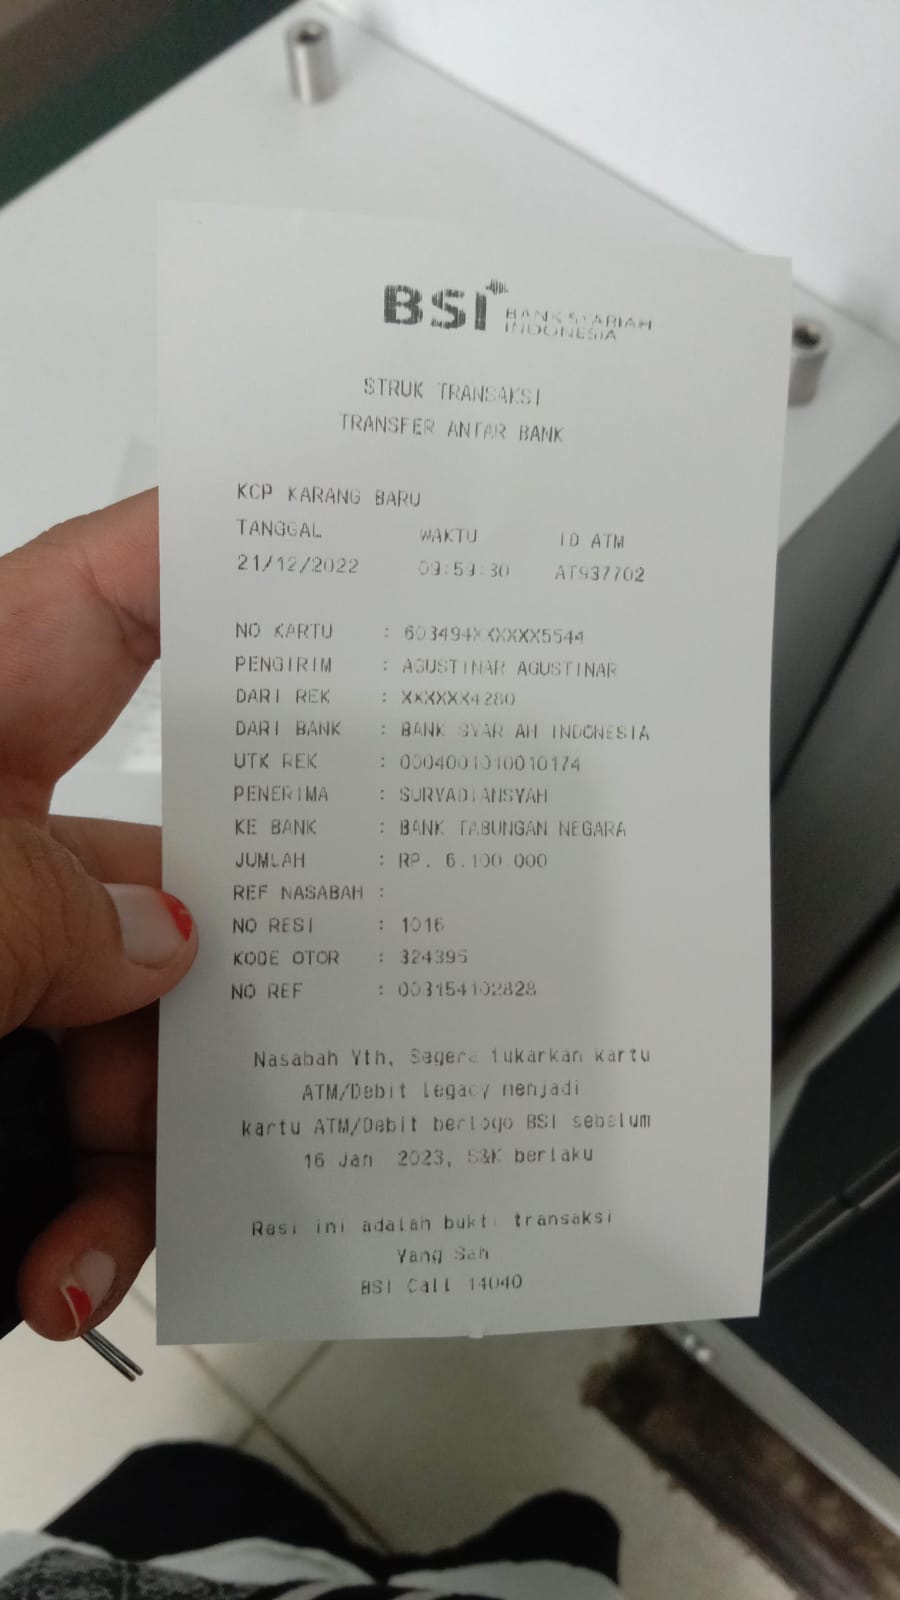 BSI BANK SYARIAH
INDONESIA
STRUK TRANSAKSI
TRANSFER ANTAR BANK
KCP KARANG BARU
TANGGAL WAKTU ID ATM
21/12/2022 09:59:30 AT937702
NO KARTU : 603494XXXXXX5544
PENGIRIM : AGUSTINAR AGUSTINAR
DARI REK : XXXXXX4280
DARI BANK : BANK SYARIAH INDONESIA
UTK REK : 0004001010010174
PENERIMA : SURYADIANSYAH
KE BANK : BANK TABUNGAN NEGARA
JUMLAH : RP. 6.100.000
REF NASABAH :
NO RESI : 1016
KODE OTOR : 324395
NO REF : 003154102828
Nasabah Yth, Segera tukarkan kartu
ATM/Debit Legacy menjadi
kartu ATM/Debit berlogo BSI sebelum
16 Jan 2023, S&K berlaku
Resi ini adalah bukti transaksi
Yang Sah
BSI Call 14040